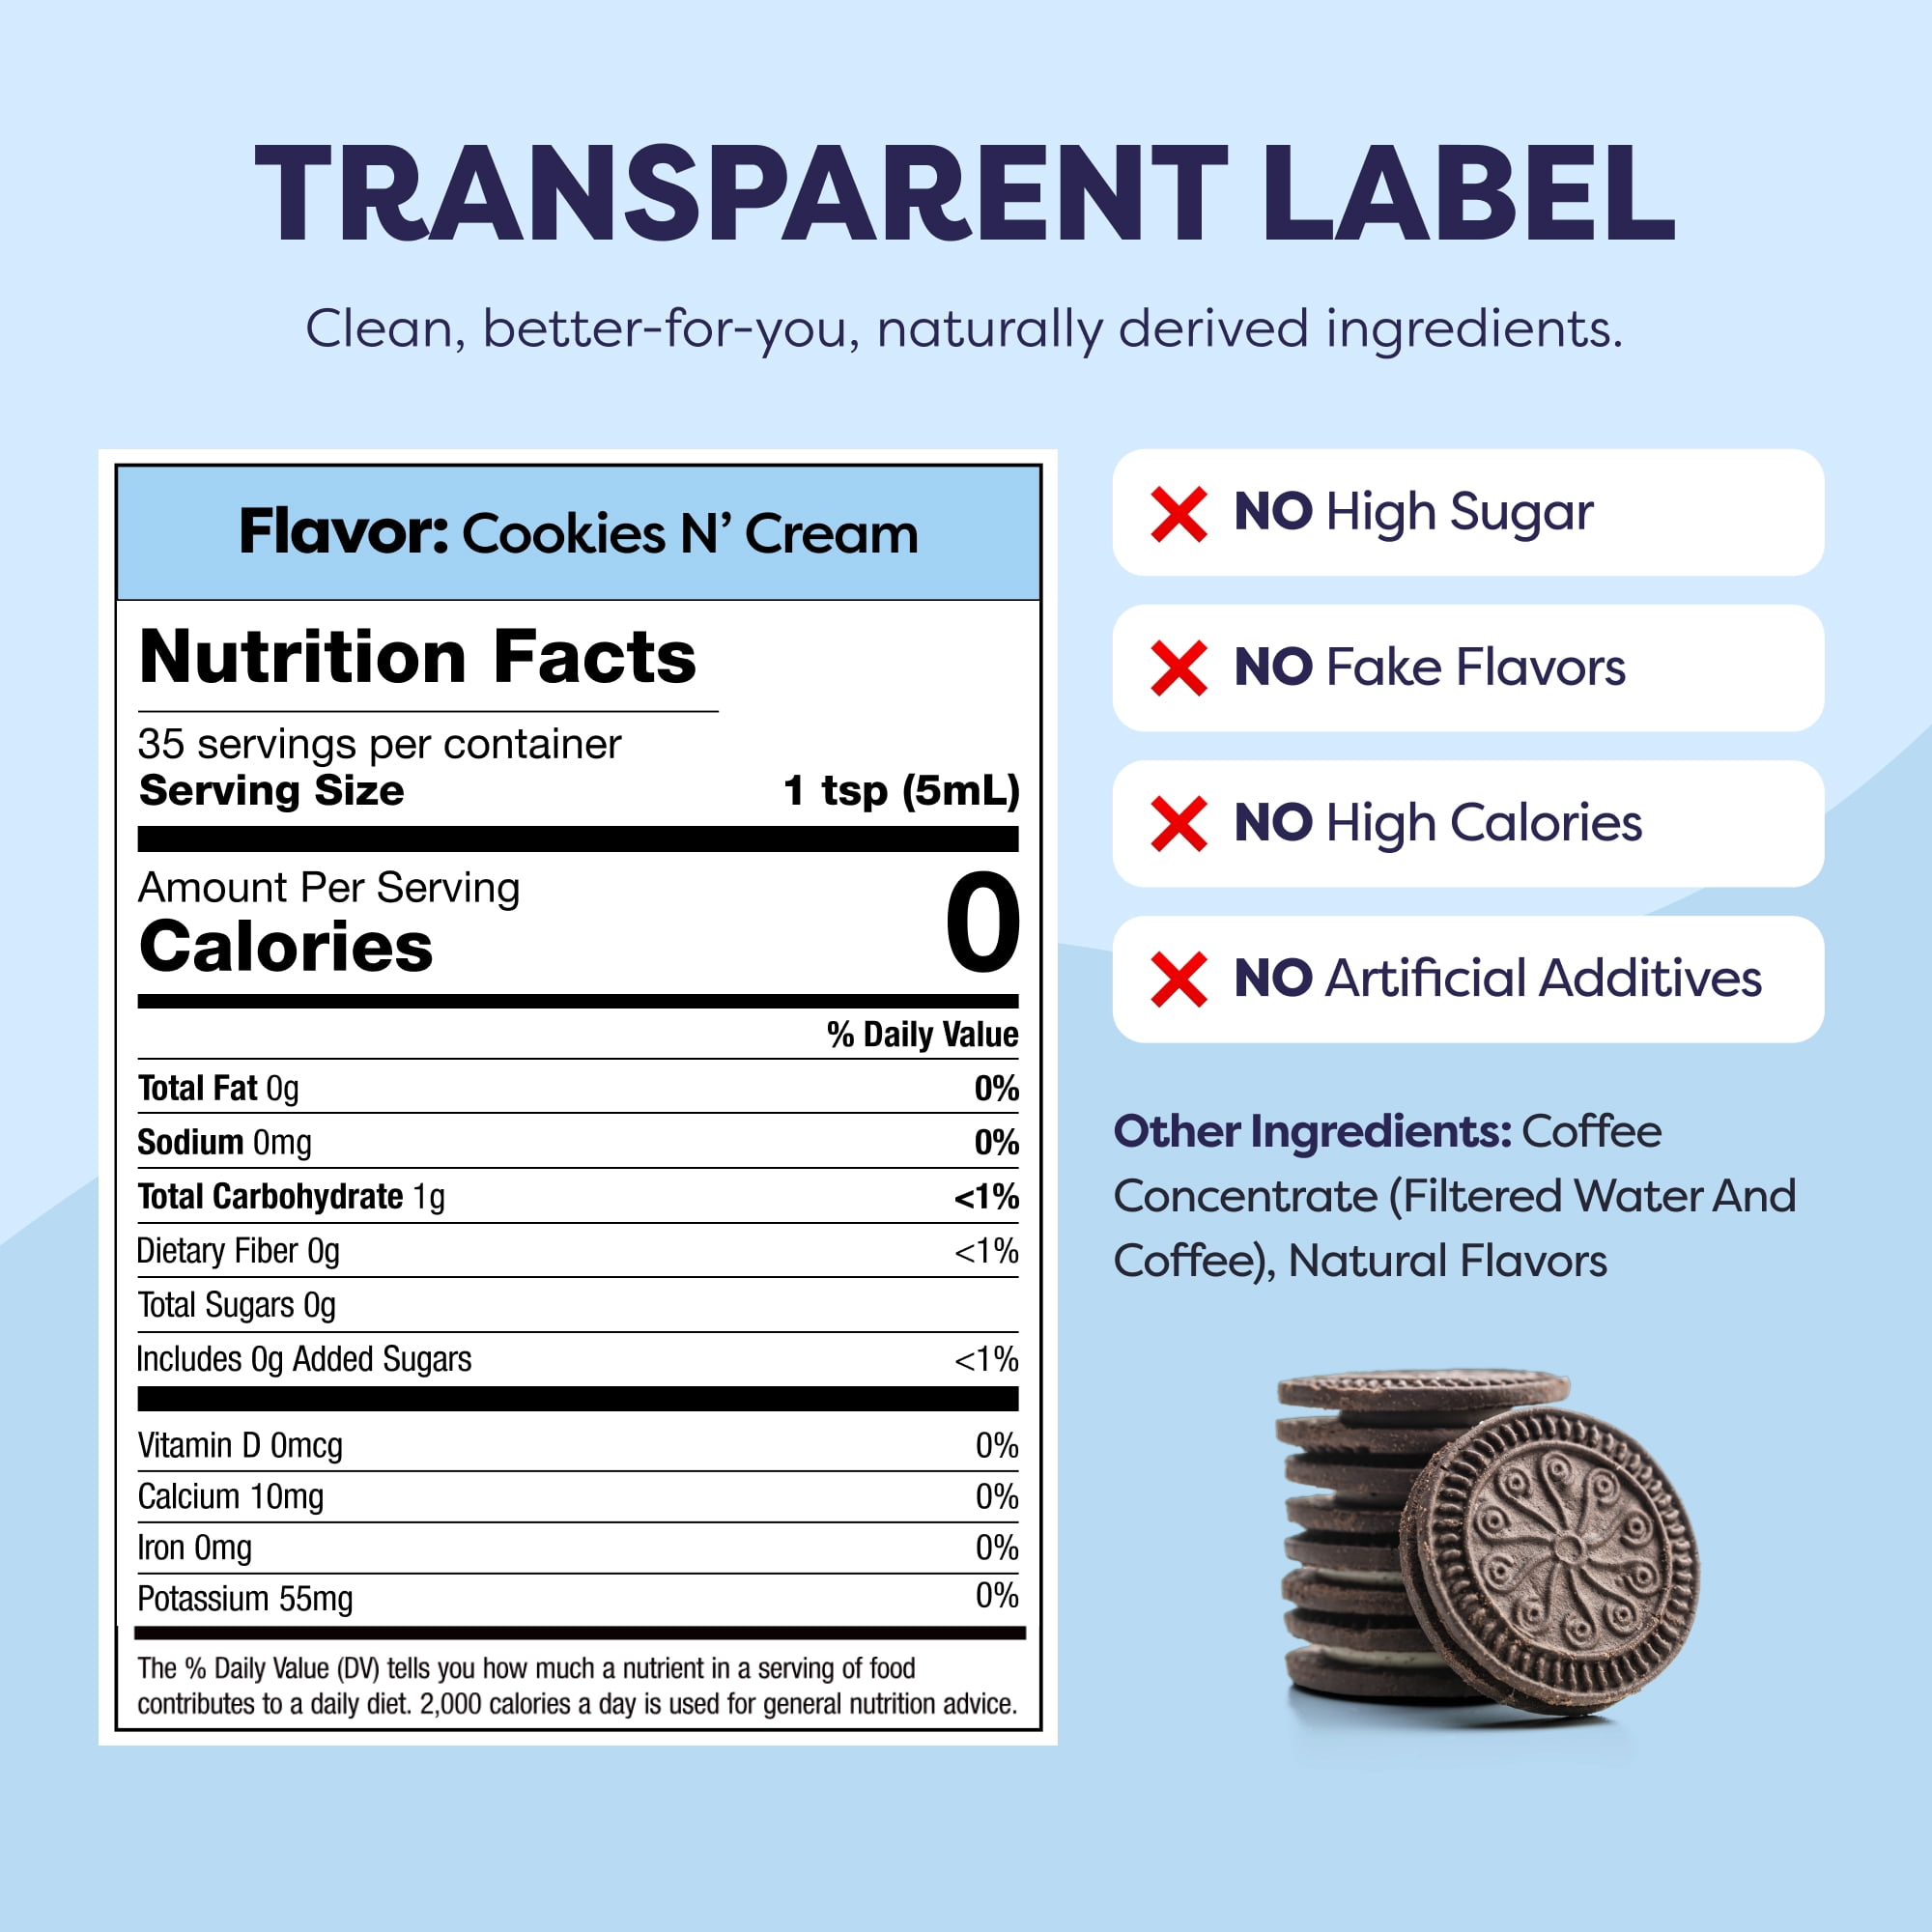 TRANSPARENT LABEL
Clean, better-for-you, naturally derived ingredients.
Flavor: Cookies N’ Cream
Nutrition Facts
35 servings per container
Serving Size 1 tsp (5mL)
Amount Per Serving
Calories 0
% Daily Value
Total Fat 0g 0%
Sodium 0mg 0%
Total Carbohydrate 1g <1%
Dietary Fiber 0g <1%
Total Sugars 0g
Includes 0g Added Sugars <1%
Vitamin D 0mcg 0%
Calcium 10mg 0%
Iron 0mg 0%
Potassium 55mg 0%
The % Daily Value (DV) tells you how much a nutrient in a serving of food
contributes to a daily diet. 2,000 calories a day is used for general nutrition advice.
NO High Sugar
NO Fake Flavors
NO High Calories
NO Artificial Additives
Other Ingredients: Coffee
Concentrate (Filtered Water And
Coffee), Natural Flavors